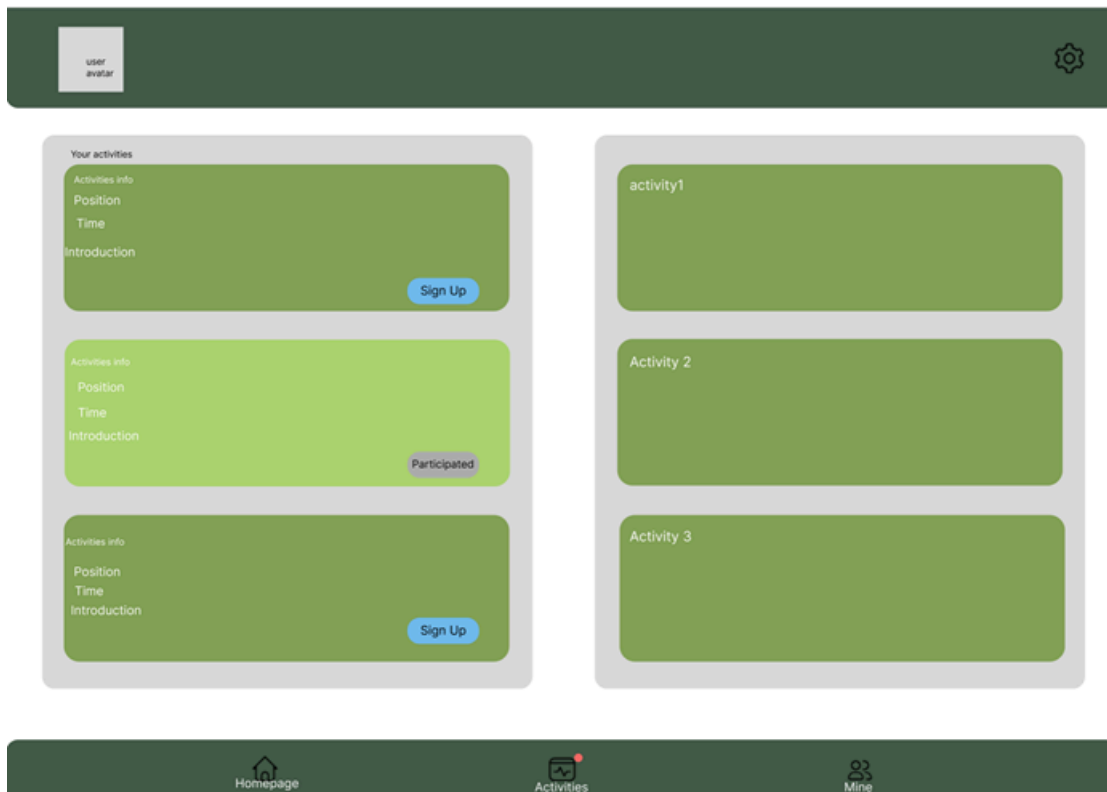 user
avatar
Your activities
Activities info
Position
Time
Introduction
Sign Up
Activities info
Position
Time
Introduction
Participated
Activities info
Position
Time
Introduction
Sign Up
activity1
Activity 2
Activity 3
Homepage
Activities
Mine